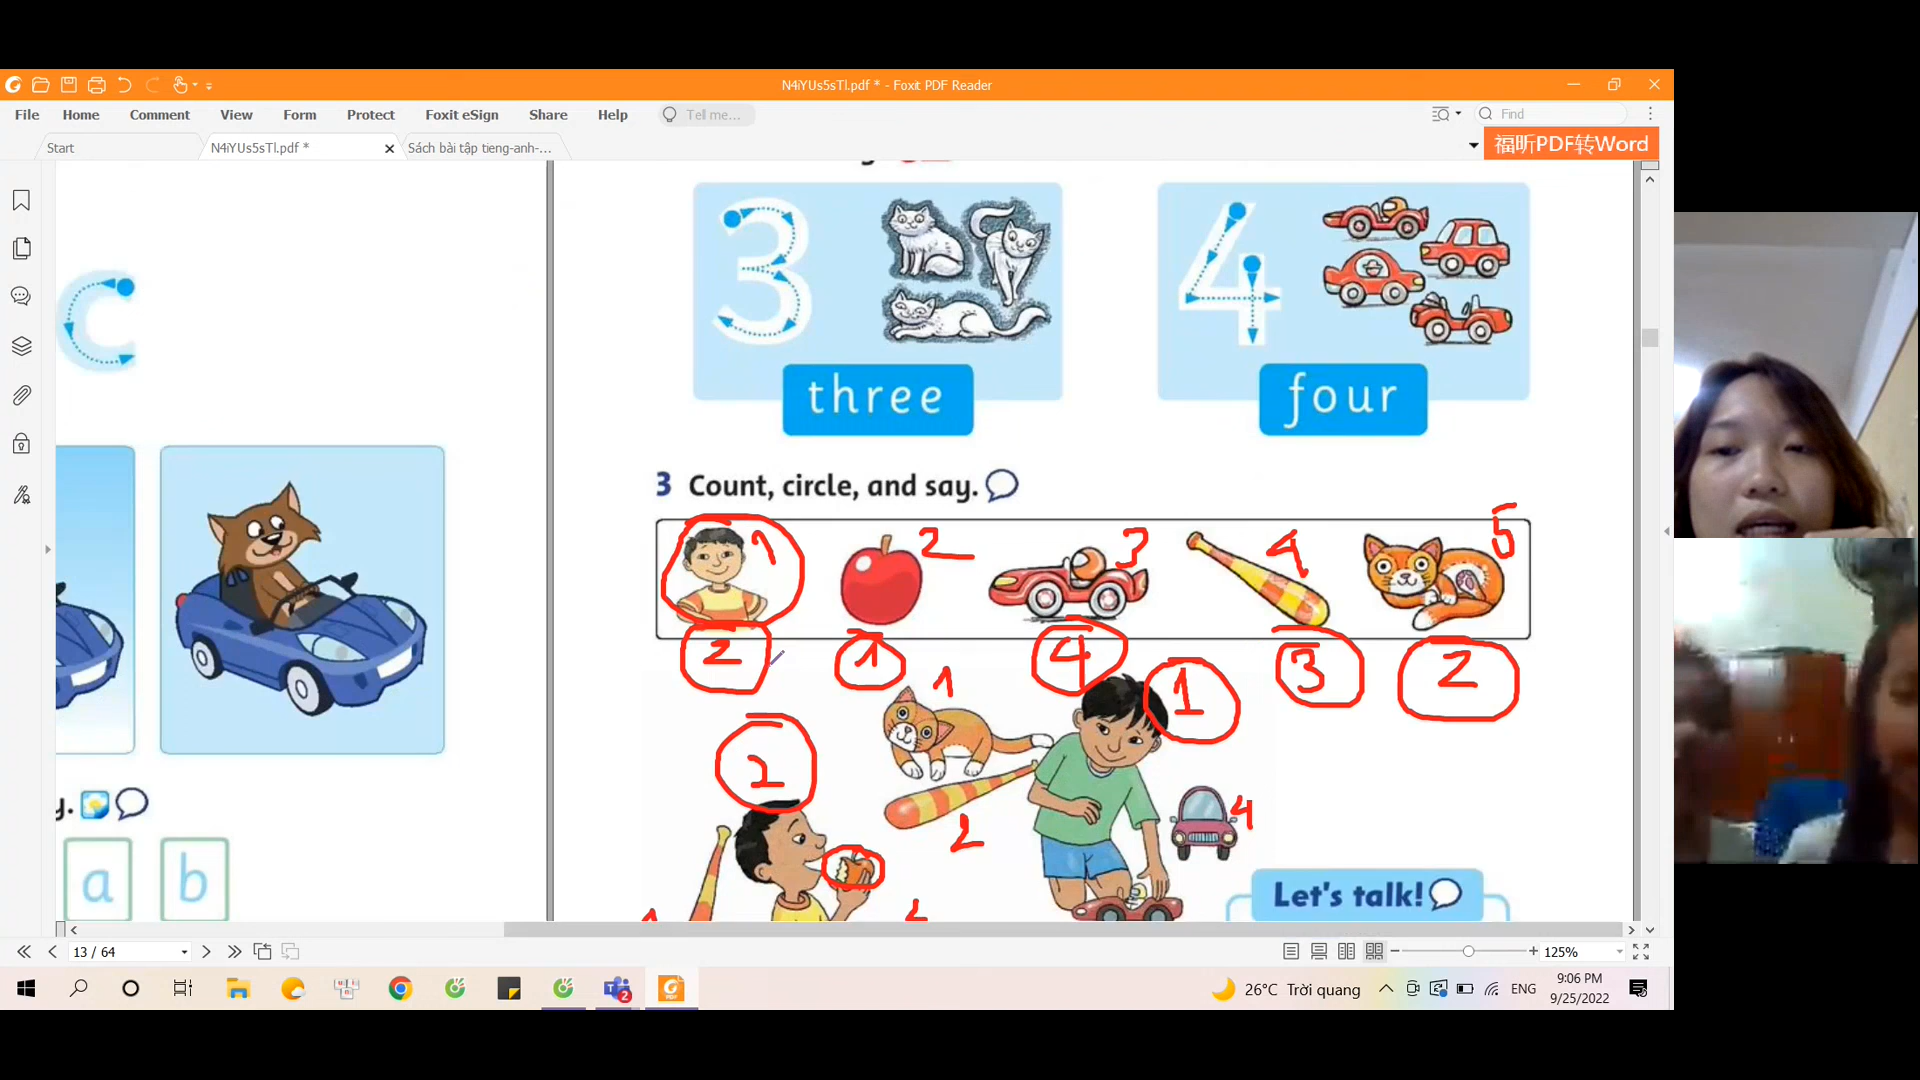 N4iYUs5sTl.pdf * - Foxit PDF Reader
File Home Comment View Form Protect Foxit eSign Share Help Tell me... Find
Start N4iYUs5sTl.pdf * Sách bài tập tieng-anh-...
福昕PDF转Word
c
3 4
three four
3 Count, circle, and say.
1 2 3 4 5
2 1 4 3 2
1
1
2
2
4
y.
a b
Let's talk!
13 / 64
125%
2
26°C Trời quang
ENG
9:06 PM
9/25/2022